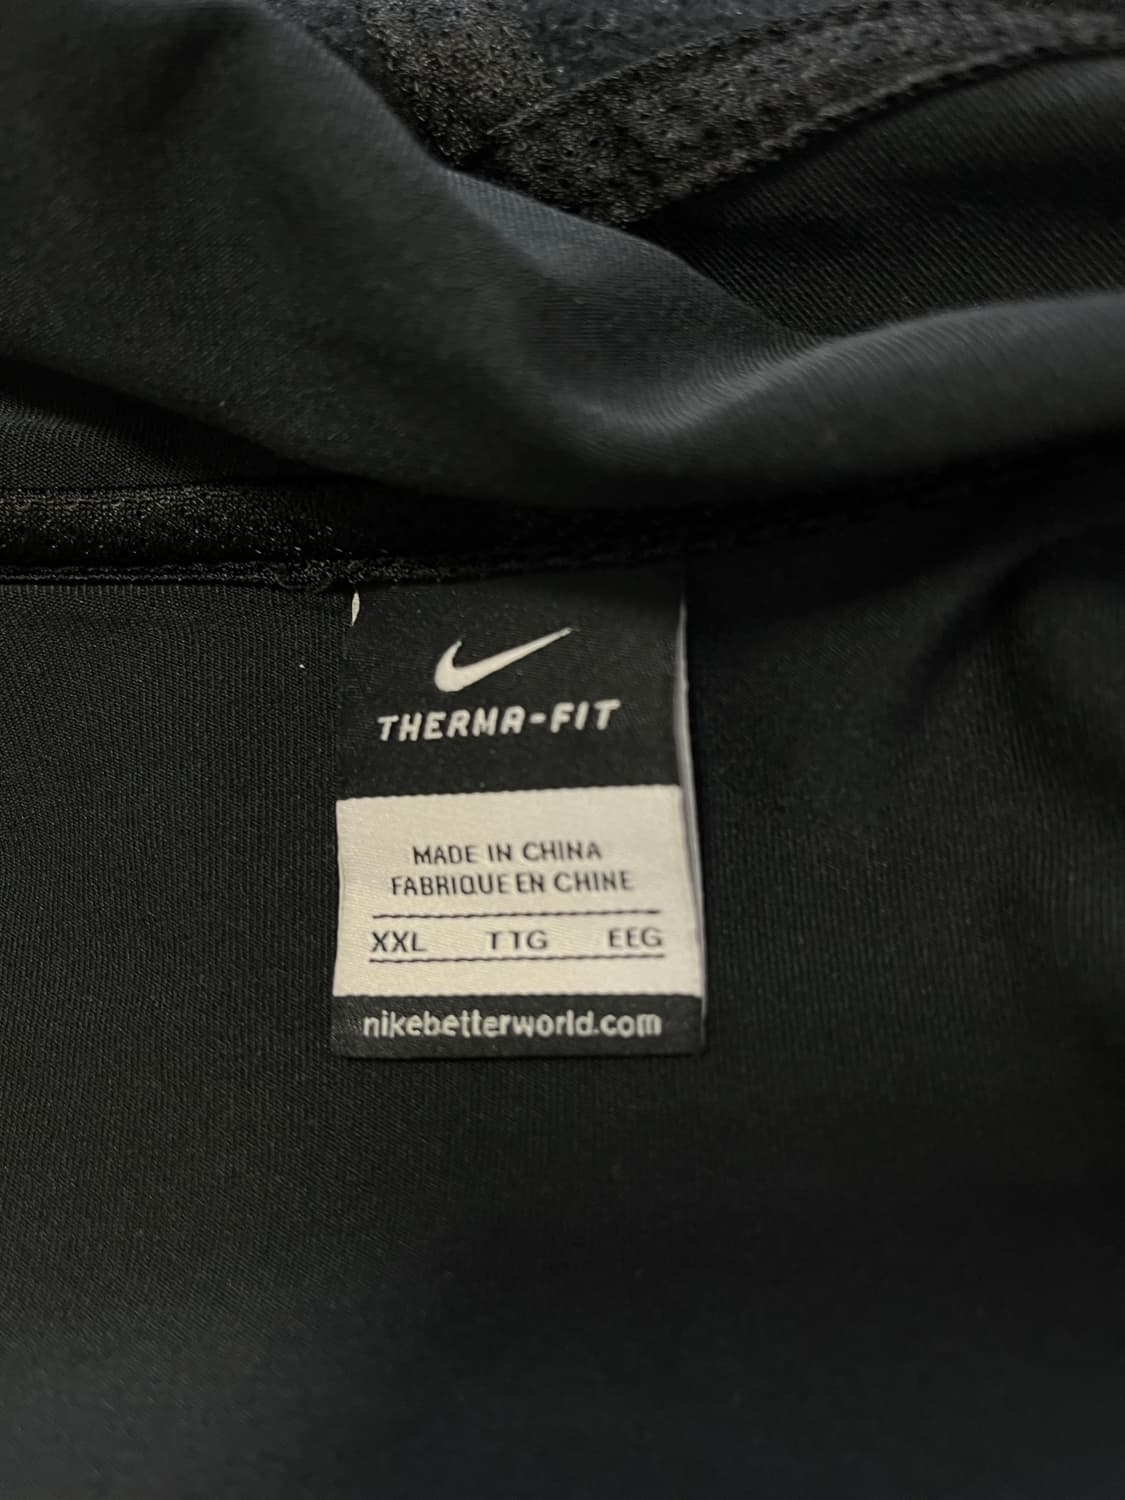 THERMA-FIT
MADE IN CHINA
FABRIQUE EN CHINE
XXL TTG EEG
nikebetterworld.com